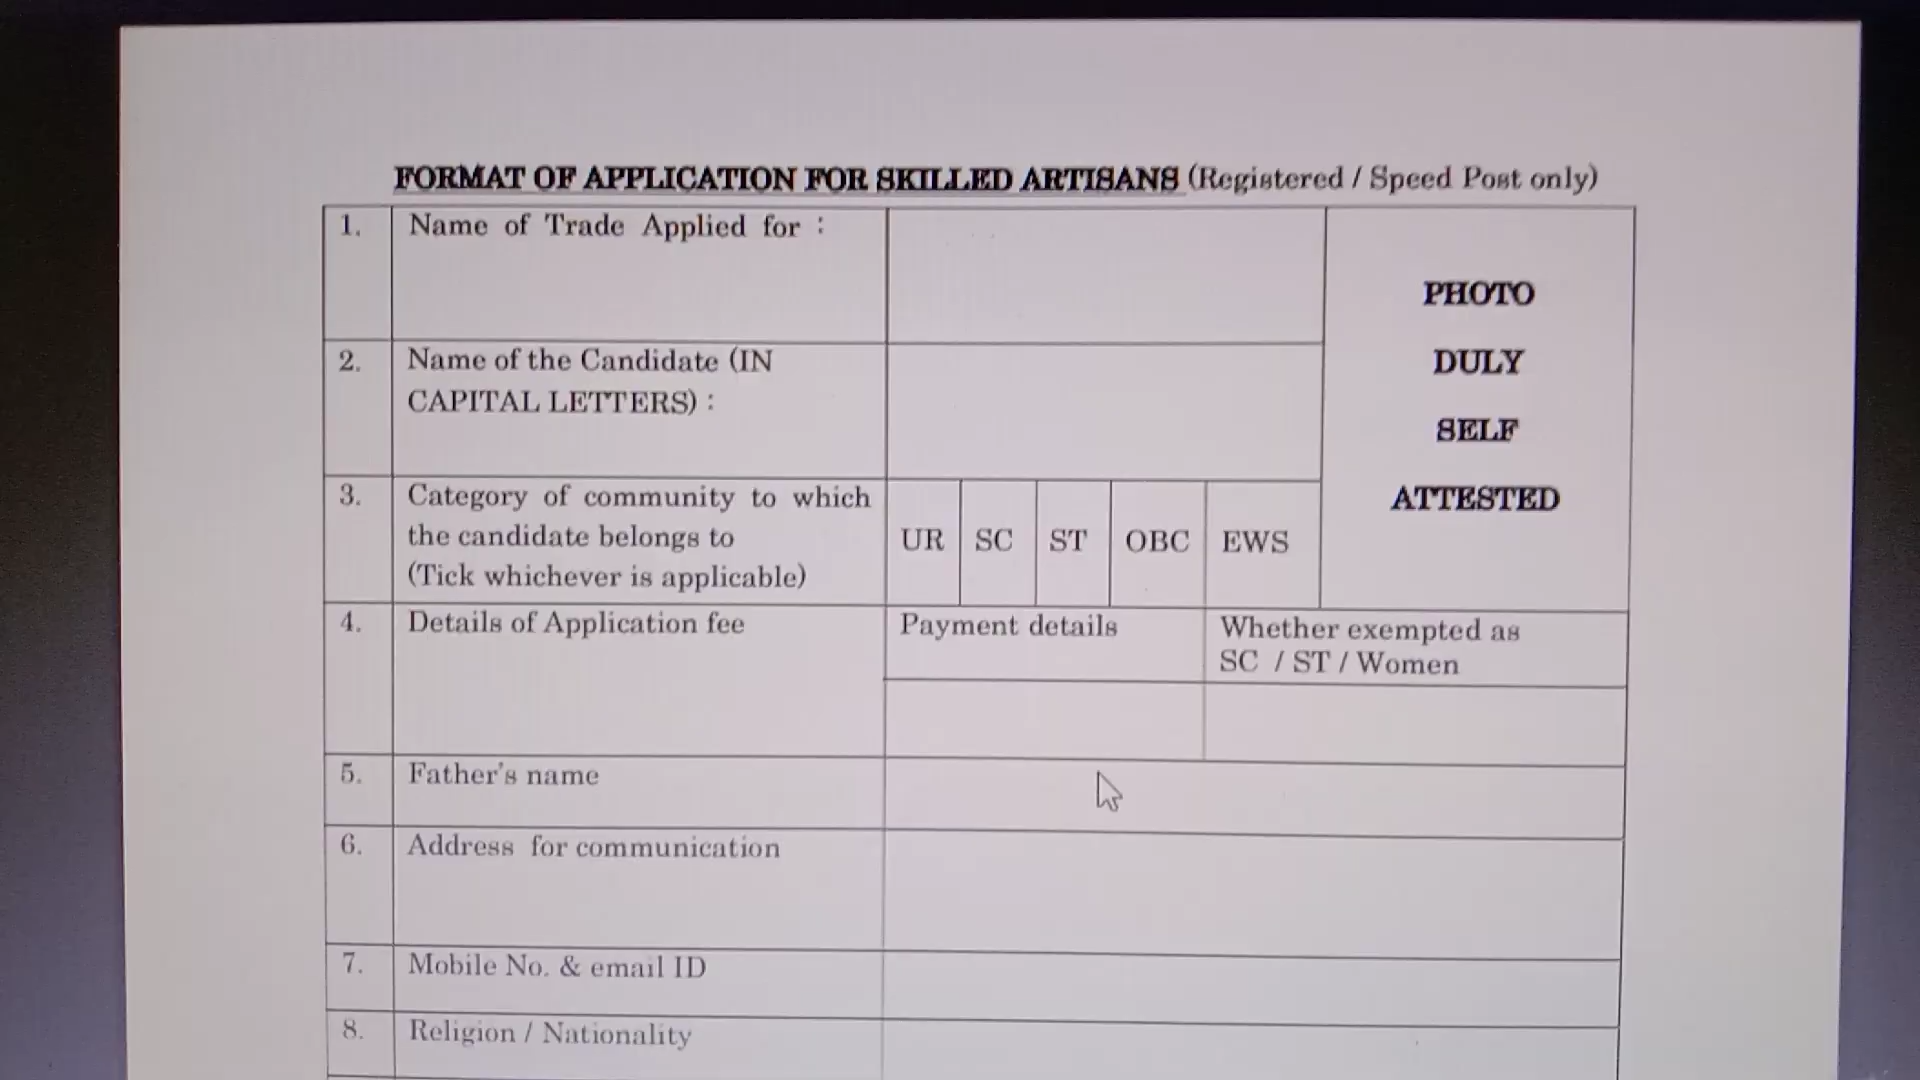 FORMAT OF APPLICATION FOR SKILLED ARTISANS (Registered / Speed Post only)
1. Name of Trade Applied for :
PHOTO
DULY
SELF
ATTESTED
2. Name of the Candidate (IN
CAPITAL LETTERS) :
3. Category of community to which
the candidate belongs to
(Tick whichever is applicable)
UR SC ST OBC EWS
4. Details of Application fee
Payment details
Whether exempted as
SC / ST / Women
5. Father's name
6. Address for communication
7. Mobile No. & email ID
8. Religion / Nationality